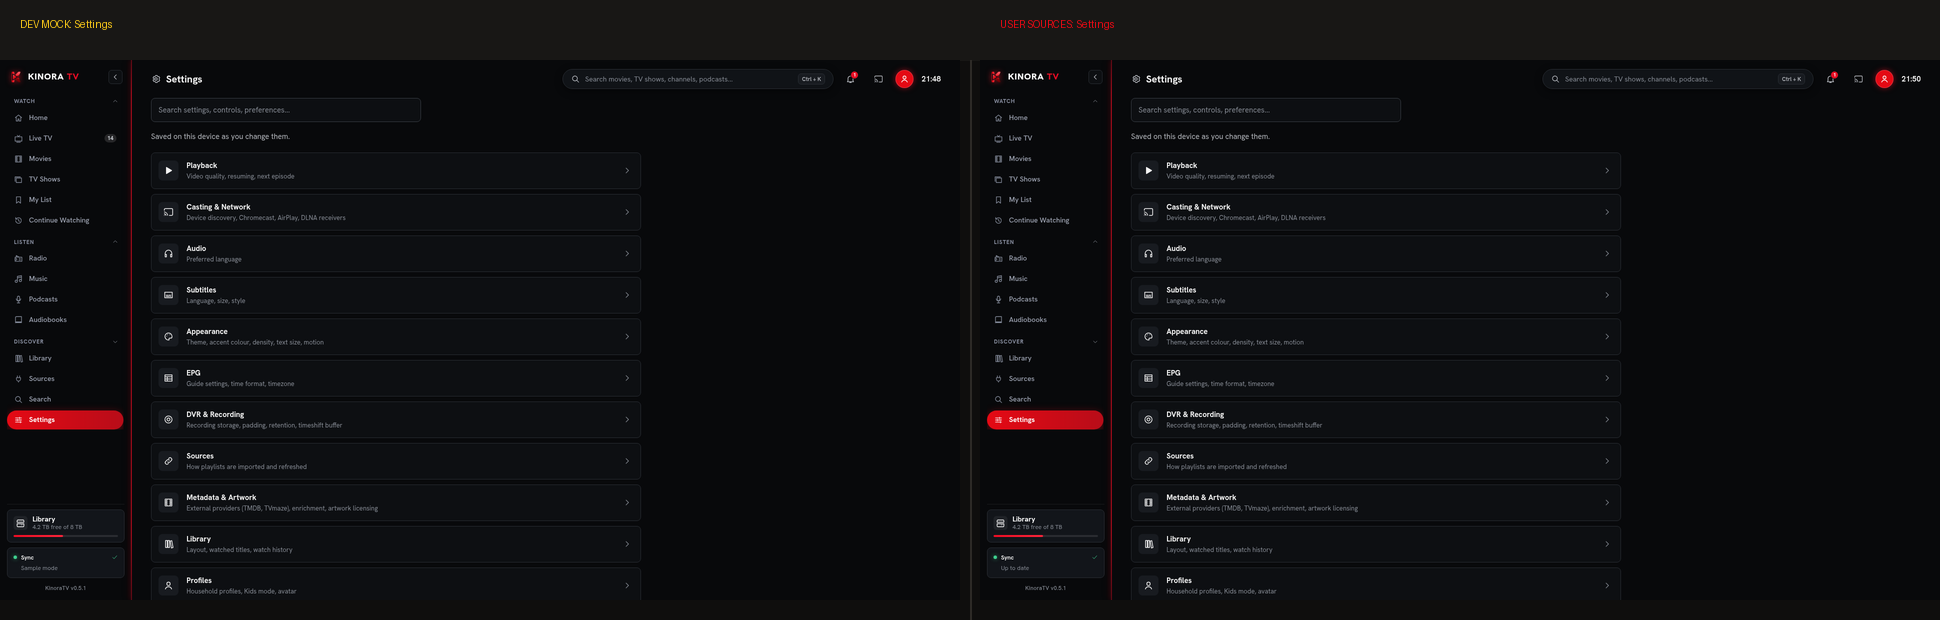 DEV MOCK: Settings
KINORA TV
WATCH
Home
Live TV 14
Movies
TV Shows
My List
Continue Watching
LISTEN
Radio
Music
Podcasts
Audiobooks
DISCOVER
Library
Sources
Search
Settings
Library
4.2 TB free of 8 TB
Sync
Sample mode
KinoraTV v0.5.1
Settings
Search movies, TV shows, channels, podcasts... Ctrl + K
1
21:48
Search settings, controls, preferences...
Saved on this device as you change them.
Playback
Video quality, resuming, next episode
Casting & Network
Device discovery, Chromecast, AirPlay, DLNA receivers
Audio
Preferred language
Subtitles
Language, size, style
Appearance
Theme, accent colour, density, text size, motion
EPG
Guide settings, time format, timezone
DVR & Recording
Recording storage, padding, retention, timeshift buffer
Sources
How playlists are imported and refreshed
Metadata & Artwork
External providers (TMDB, TVmaze), enrichment, artwork licensing
Library
Layout, watched titles, watch history
Profiles
Household profiles, Kids mode, avatar
USER SOURCES: Settings
KINORA TV
WATCH
Home
Live TV
Movies
TV Shows
My List
Continue Watching
LISTEN
Radio
Music
Podcasts
Audiobooks
DISCOVER
Library
Sources
Search
Settings
Library
4.2 TB free of 8 TB
Sync
Up to date
KinoraTV v0.5.1
Settings
Search movies, TV shows, channels, podcasts... Ctrl + K
1
21:50
Search settings, controls, preferences...
Saved on this device as you change them.
Playback
Video quality, resuming, next episode
Casting & Network
Device discovery, Chromecast, AirPlay, DLNA receivers
Audio
Preferred language
Subtitles
Language, size, style
Appearance
Theme, accent colour, density, text size, motion
EPG
Guide settings, time format, timezone
DVR & Recording
Recording storage, padding, retention, timeshift buffer
Sources
How playlists are imported and refreshed
Metadata & Artwork
External providers (TMDB, TVmaze), enrichment, artwork licensing
Library
Layout, watched titles, watch history
Profiles
Household profiles, Kids mode, avatar